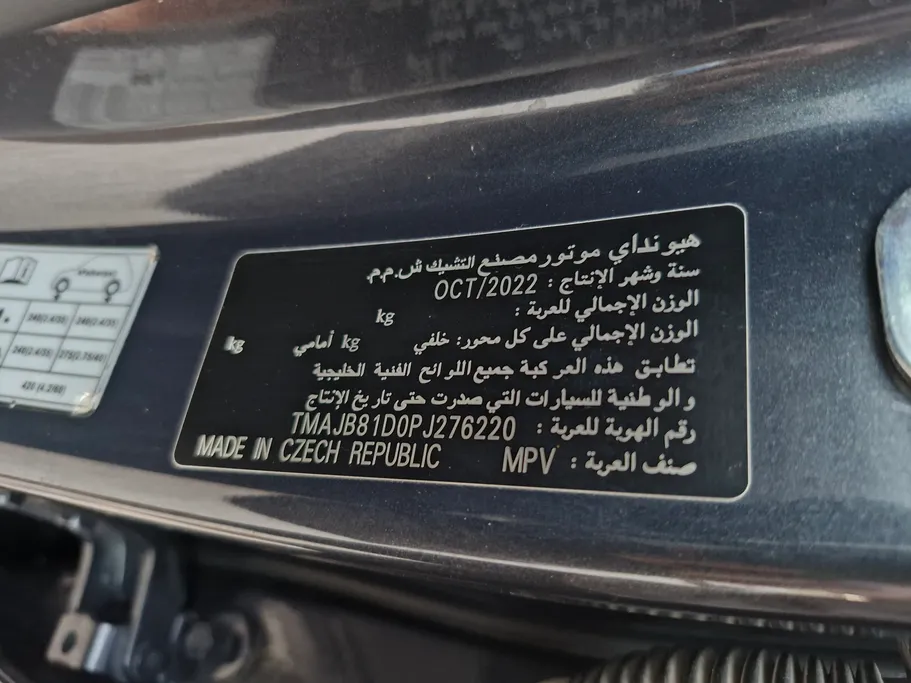 هيونداي موتور مصنع التشيك ش.م.م.
سنة وشهر الإنتاج : OCT/2022
الوزن الإجمالي للعربة : kg
الوزن الإجمالي على كل محور: خلفي kg أمامي kg
تطابق هذه المركبة جميع اللوائح الفنية الخليجية
والوطنية للسيارات التي صدرت حتى تاريخ الإنتاج
رقم الهوية للعربة : TMAJB81D0PJ276220
صنف العربة : MPV MADE IN CZECH REPUBLIC